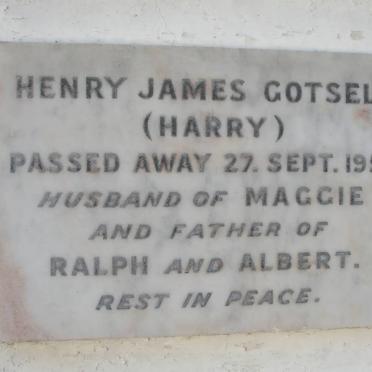 HENRY JAMES GOTSEL
(HARRY)
PASSED AWAY 27. SEPT. 195
HUSBAND OF MAGGIE
AND FATHER OF
RALPH AND ALBERT.
REST IN PEACE.